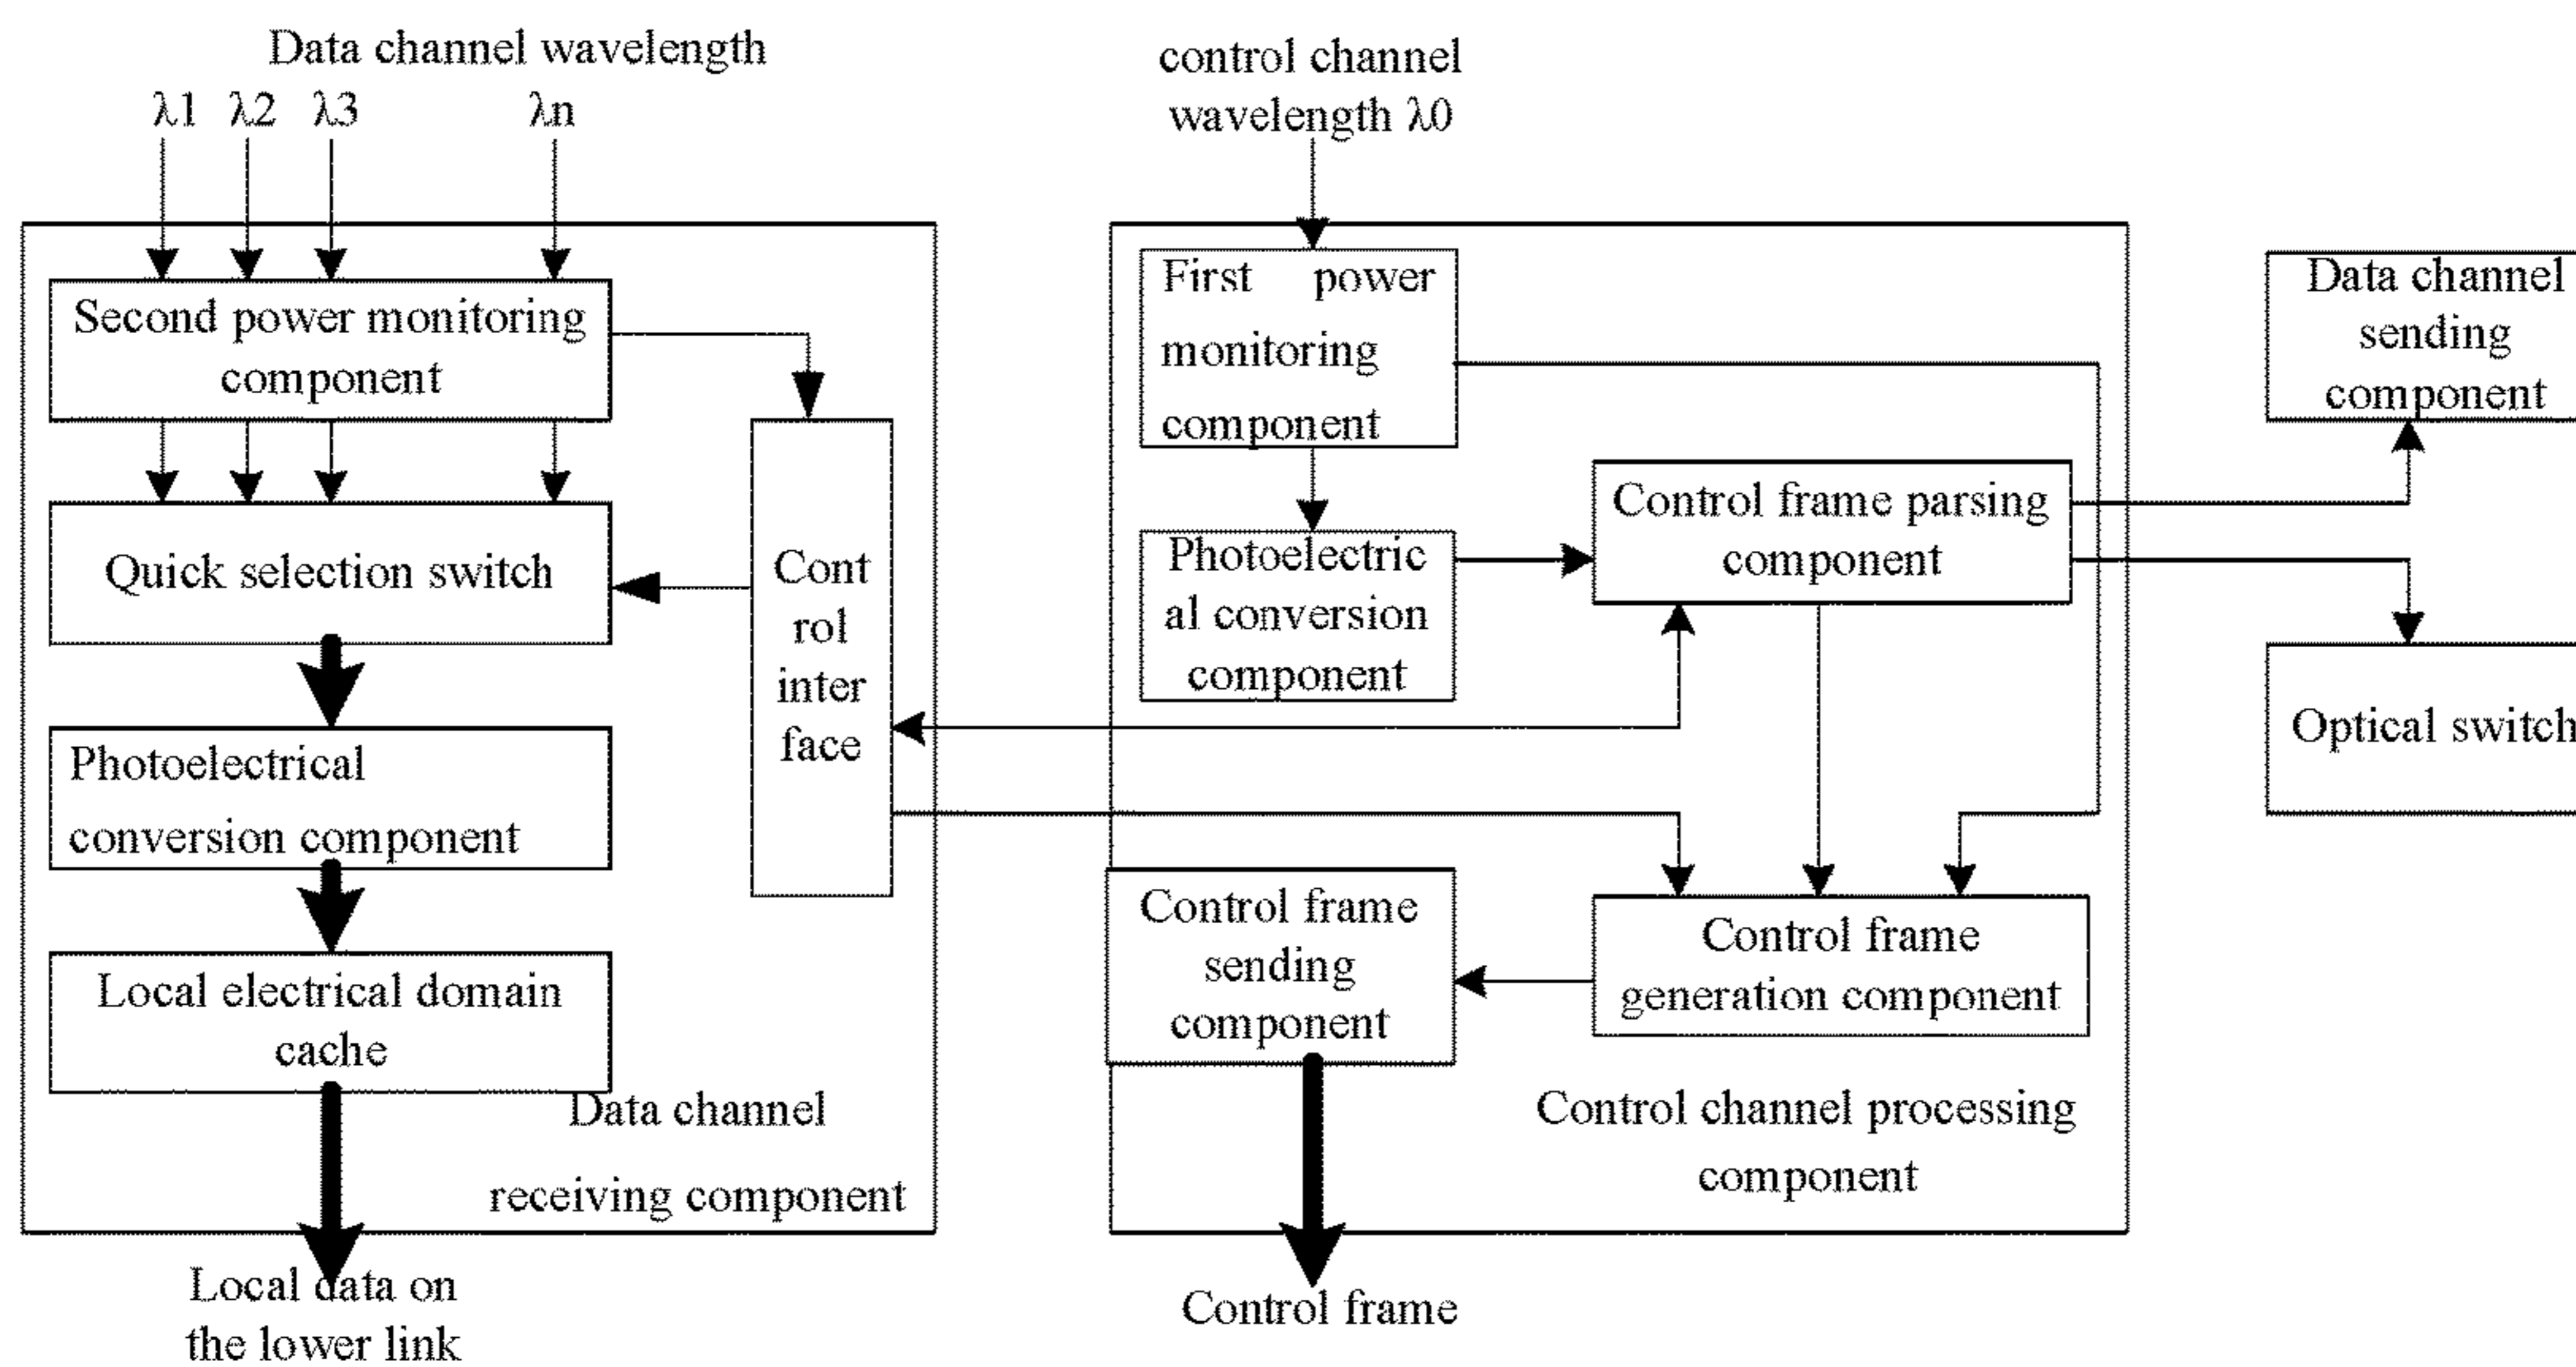 Data channel wavelength
λ1 λ2 λ3 λn
Second power monitoring
component
Quick selection switch
Photoelectrical
conversion component
Local electrical domain
cache
Cont
rol
inter
face
Data channel
receiving component
Local data on
the lower link
control channel
wavelength λ0
First power
monitoring
component
Photoelectric
al conversion
component
Control frame parsing
component
Control frame
sending
component
Control frame
generation component
Control channel processing
component
Control frame
Data channel
sending
component
Optical switch